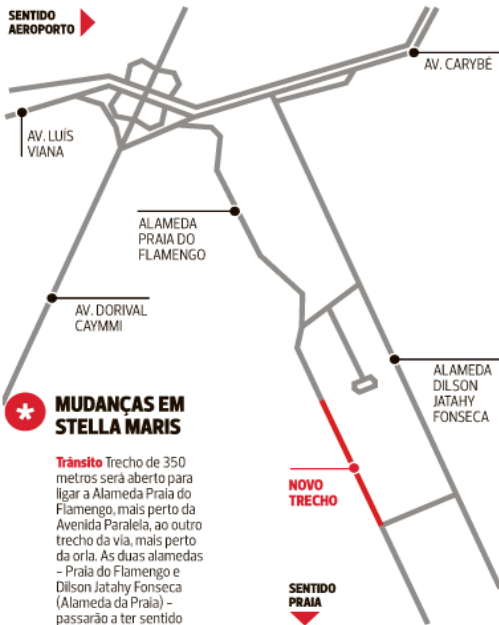 SENTIDO
AEROPORTO
AV. CARYBÉ
AV. LUÍS
VIANA
ALAMEDA
PRAIA DO
FLAMENGO
AV. DORIVAL
CAYMMI
ALAMEDA
DILSON
JATAHY
FONSECA
*
MUDANÇAS EM
STELLA MARIS
Trânsito Trecho de 350
metros será aberto para
ligar a Alameda Praia do
Flamengo, mais perto da
Avenida Paralela, ao outro
trecho da via, mais perto
da orla. As duas alamedas
– Praia do Flamengo e
Dilson Jatahy Fonseca
(Alameda da Praia) –
passarão a ter sentido
NOVO
TRECHO
SENTIDO
PRAIA